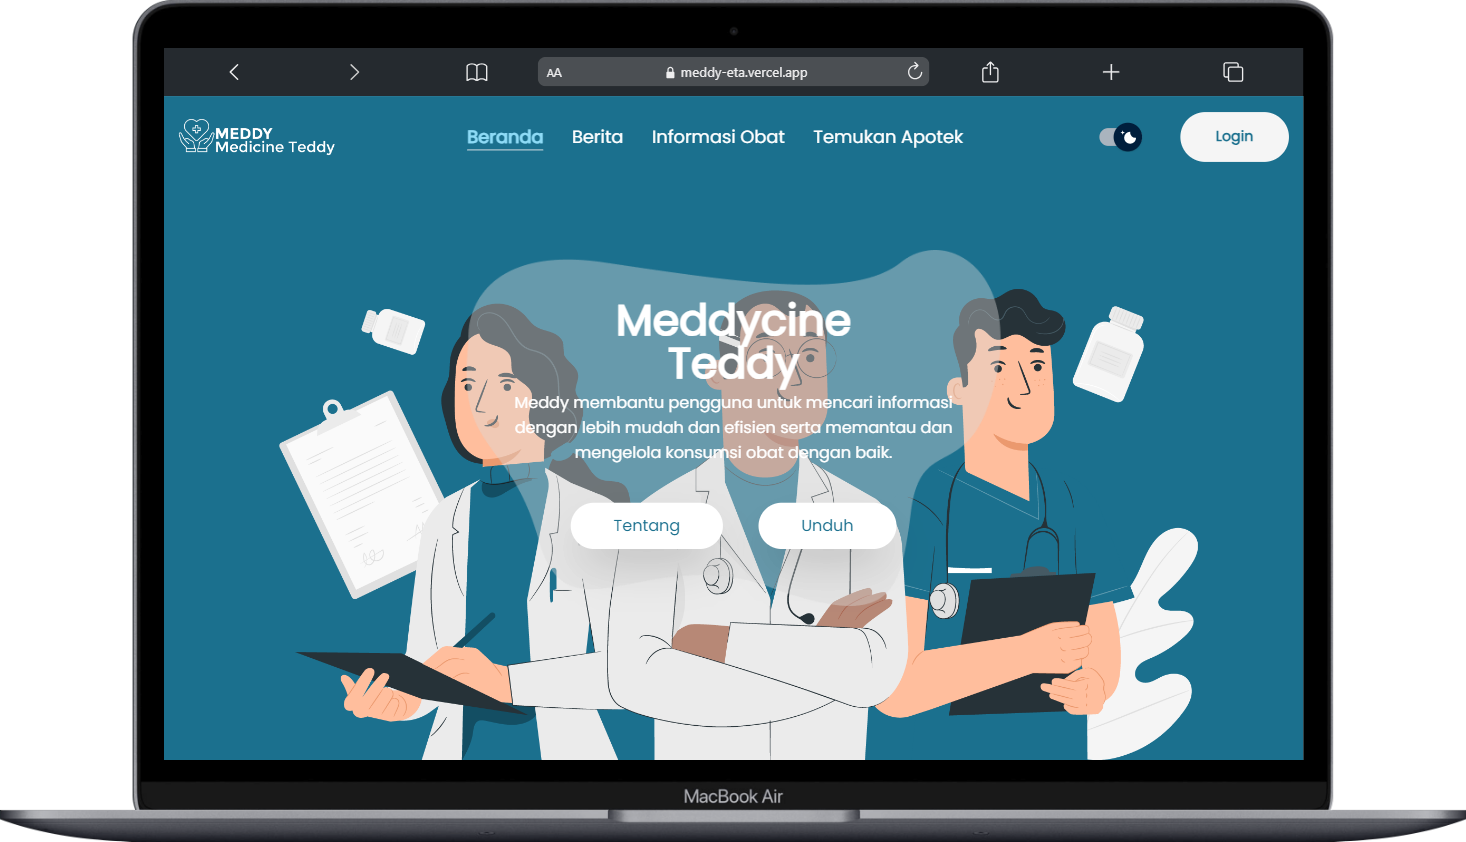 AA
meddy-eta.vercel.app
MEDDY
Medicine Teddy
Beranda
Berita
Informasi Obat
Temukan Apotek
Login
Meddycine
Teddy
Meddy membantu pengguna untuk mencari informasi
dengan lebih mudah dan efisien serta memantau dan
mengelola konsumsi obat dengan baik.
Tentang
Unduh
MacBook Air